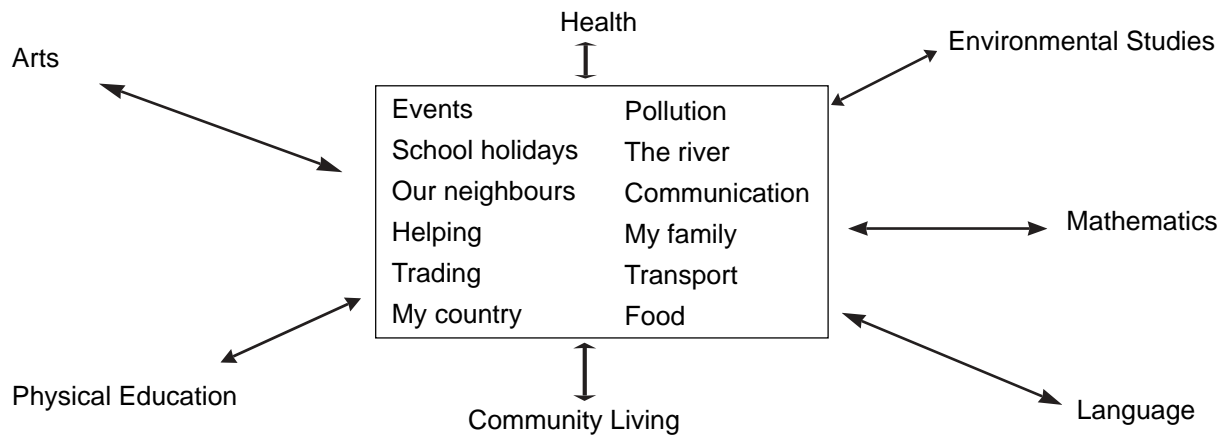 Health
Environmental Studies
Arts
Events
Pollution
School holidays
The river
Our neighbours
Communication
Helping
My family
Mathematics
Trading
Transport
My country
Food
Physical Education
Community Living
Language